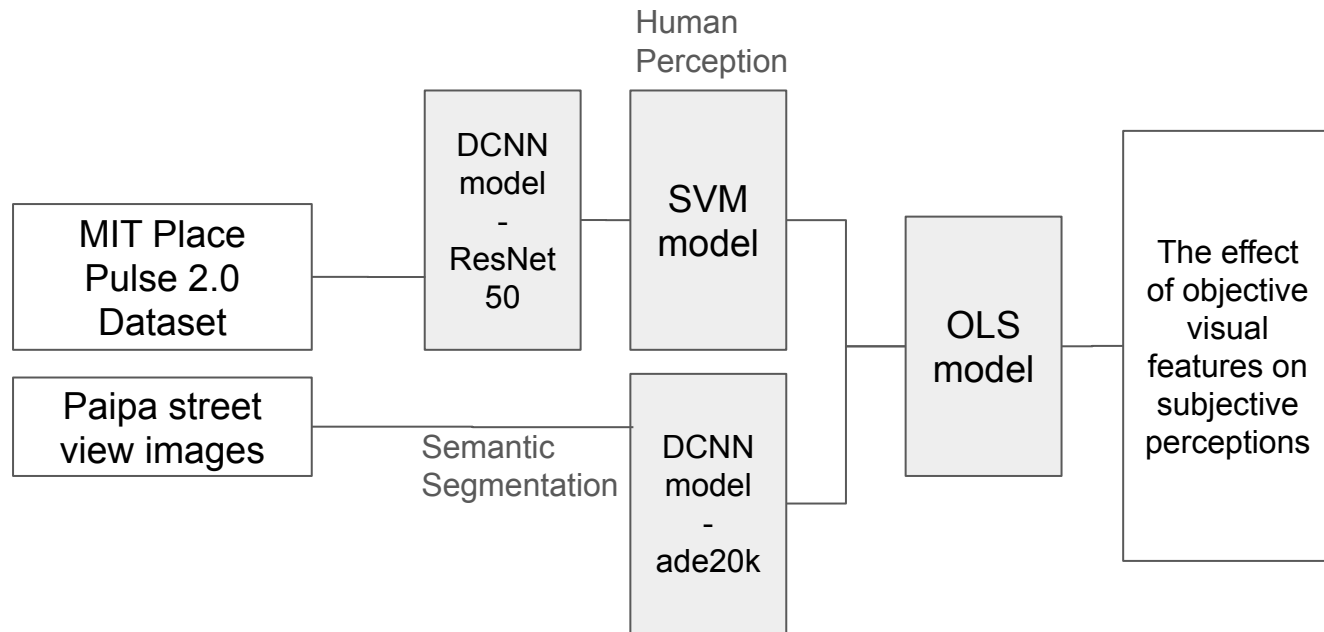 Human
Perception
MIT Place
Pulse 2.0
Dataset
DCNN
model
-
ResNet
50
SVM
model
Paipa street
view images
Semantic
Segmentation
DCNN
model
-
ade20k
OLS
model
The effect
of objective
visual
features on
subjective
perceptions